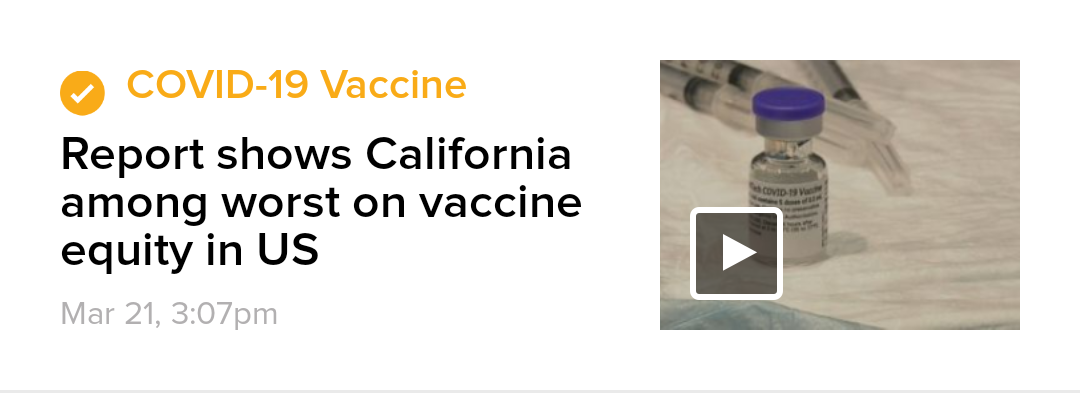 COVID-19 Vaccine
Report shows California
among worst on vaccine
equity in US
Mar 21, 3:07pm
COVID-19 Vaccine